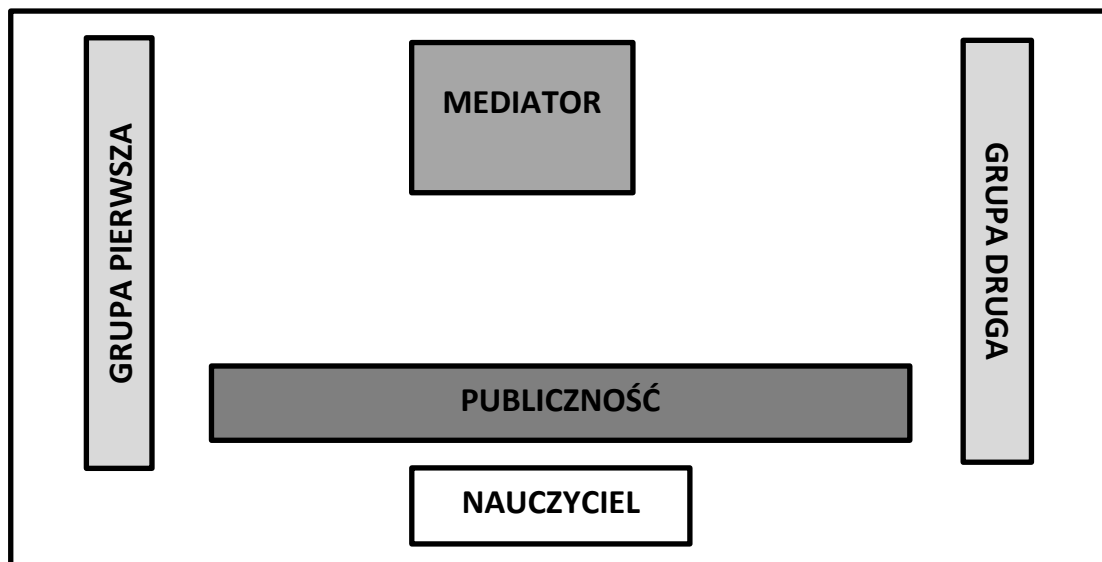 MEDIATOR
GRUPA PIERWSZA
GRUPA DRUGA
PUBLICZNOŚĆ
NAUCZYCIEL